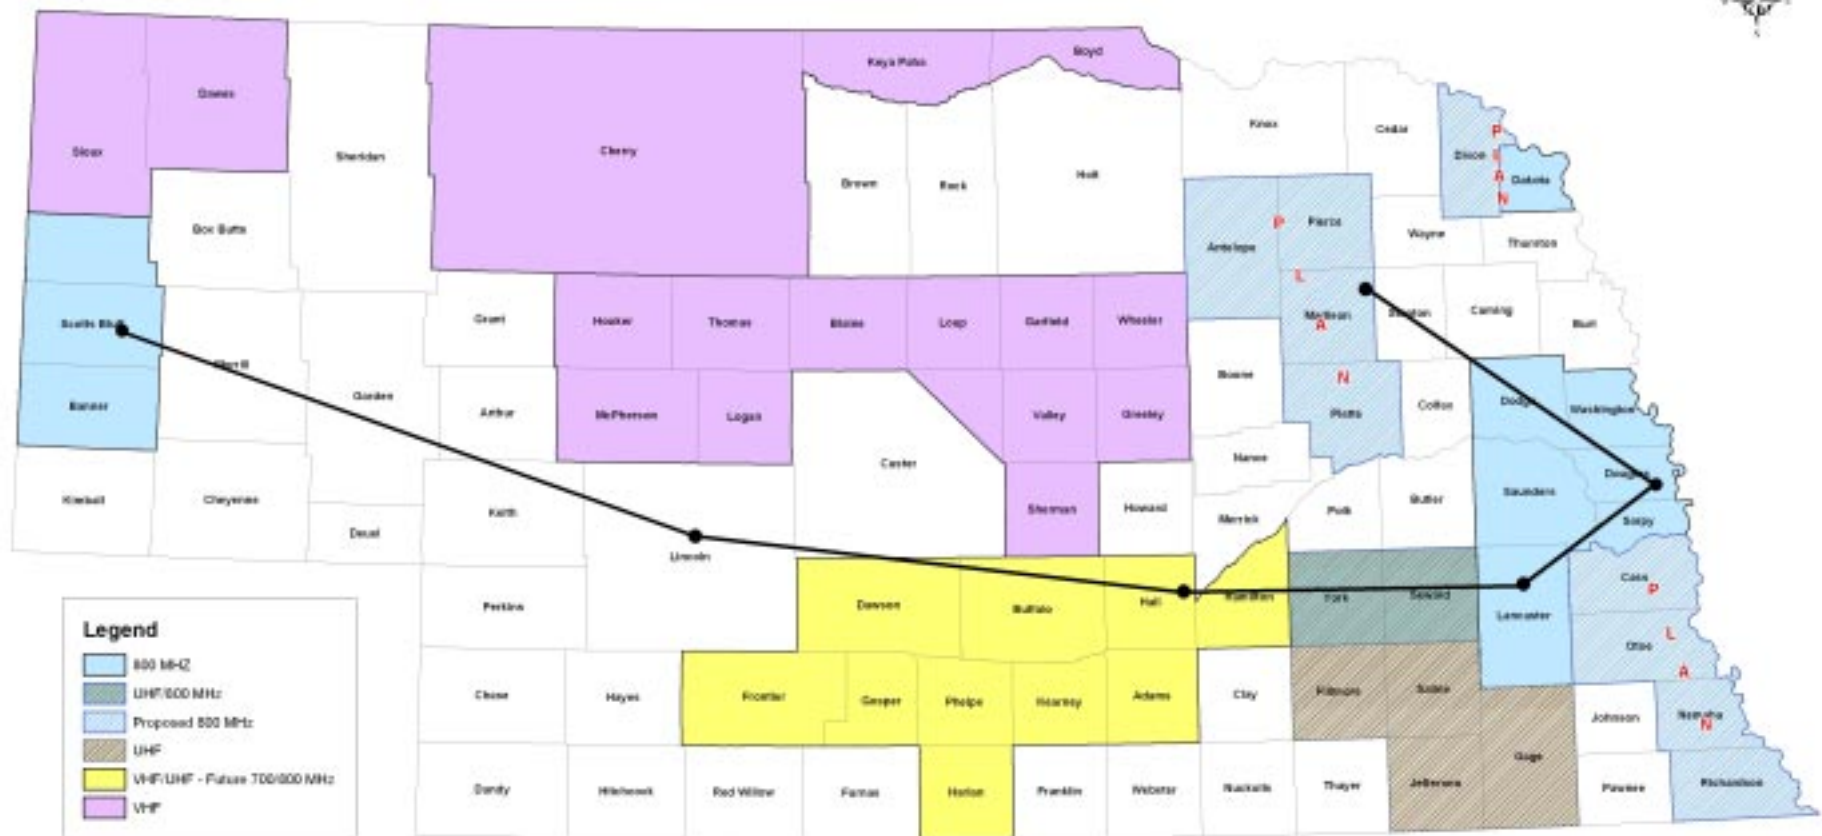 Keya Paha
Boyd
Dawes
Sioux
Sheridan
Cherry
Knox
Cedar
Dixon
P
L
A
N
Dakota
Brown
Rock
Holt
Box Butte
Antelope
P
Pierce
Wayne
Thurston
L
Scotts Bluff
Grant
Hooker
Thomas
Blaine
Loup
Garfield
Wheeler
Madison
A
Stanton
Cuming
Burt
Morrill
Boone
N
Garden
Banner
Arthur
McPherson
Logan
Valley
Greeley
Platte
Colfax
Dodge
Washington
Custer
Nance
Kimball
Cheyenne
Keith
Sherman
Howard
Merrick
Polk
Butler
Saunders
Douglas
Sarpy
Deuel
Lincoln
Perkins
Dawson
Buffalo
Hall
Hamilton
York
Seward
Lancaster
Cass
P
Otoe
L
A
Legend
800 MHZ
UHF/800 MHz
Proposed 800 MHz
UHF
VHF/UHF - Future 700/800 MHz
VHF
Chase
Hayes
Frontier
Gosper
Phelps
Kearney
Adams
Clay
Fillmore
Saline
Johnson
Nemaha
N
Gage
Dundy
Hitchcock
Red Willow
Furnas
Harlan
Franklin
Webster
Nuckolls
Thayer
Jefferson
Pawnee
Richardson